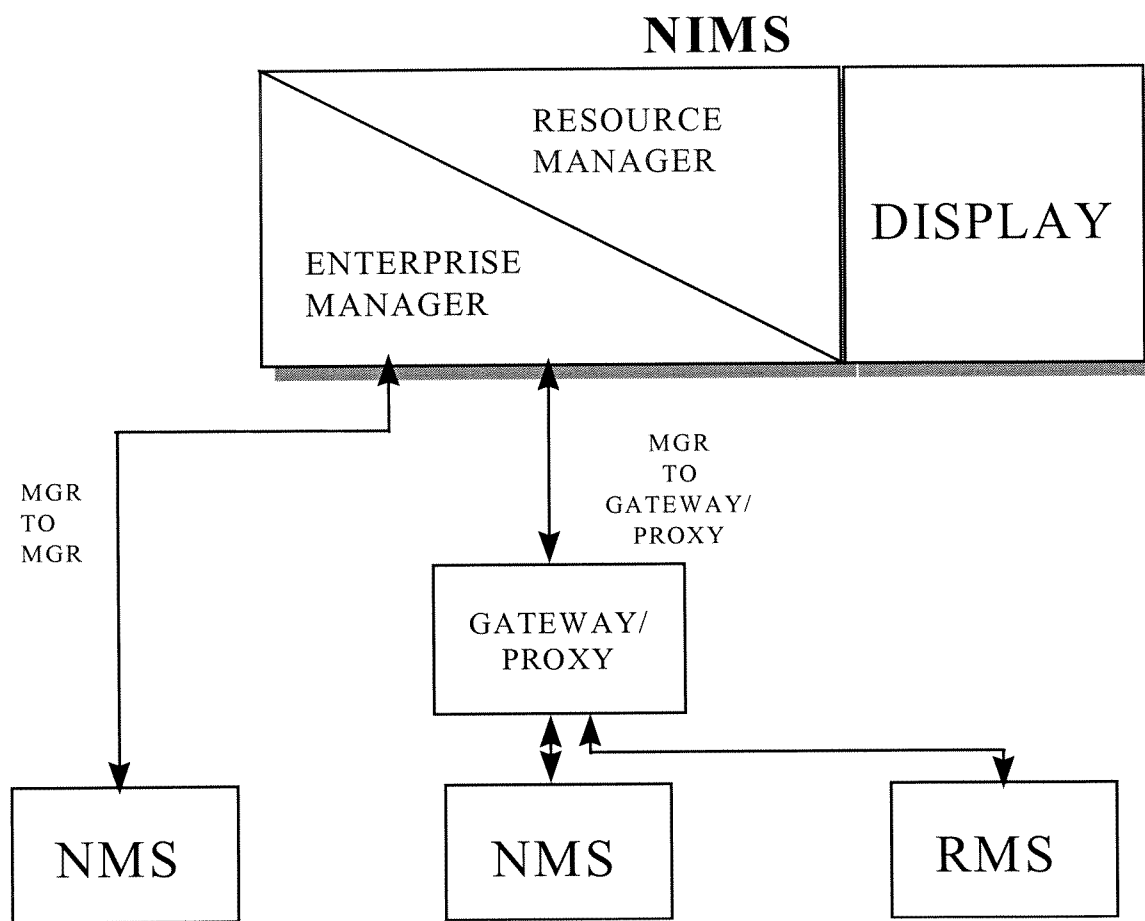 NIMS
RESOURCE
MANAGER
DISPLAY
ENTERPRISE
MANAGER
MGR
TO
MGR
MGR
TO
GATEWAY/
PROXY
GATEWAY/
PROXY
NMS
NMS
RMS